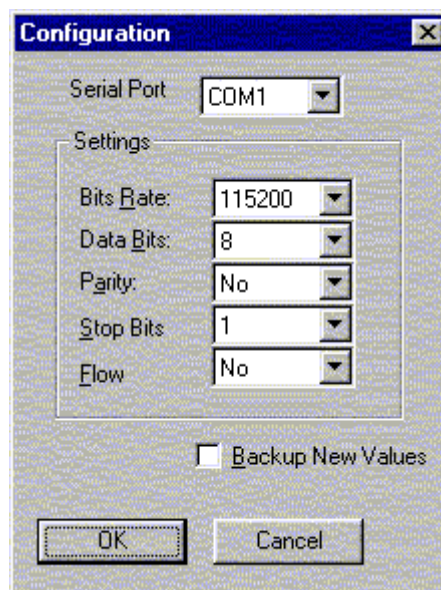 Configuration
Serial Port COM1
Settings
Bits Rate: 115200
Data Bits: 8
Parity: No
Stop Bits 1
Flow No
Backup New Values
OK Cancel